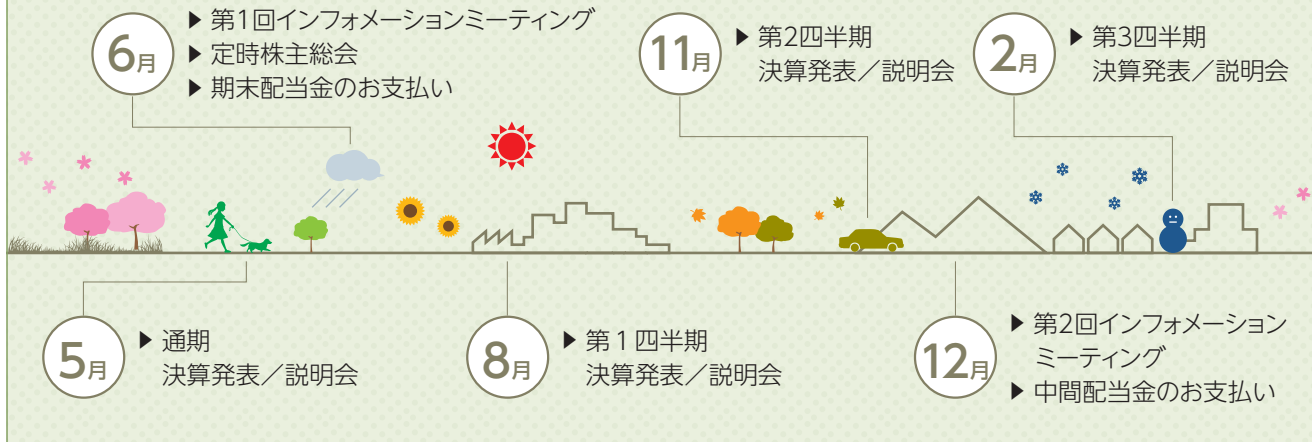 6月
▶ 第1回インフォメーションミーティング
▶ 定時株主総会
▶ 期末配当金のお支払い
11月
▶ 第2四半期
決算発表／説明会
2月
▶ 第3四半期
決算発表／説明会
5月
▶ 通期
決算発表／説明会
8月
▶ 第1四半期
決算発表／説明会
12月
▶ 第2回インフォメーション
ミーティング
▶ 中間配当金のお支払い